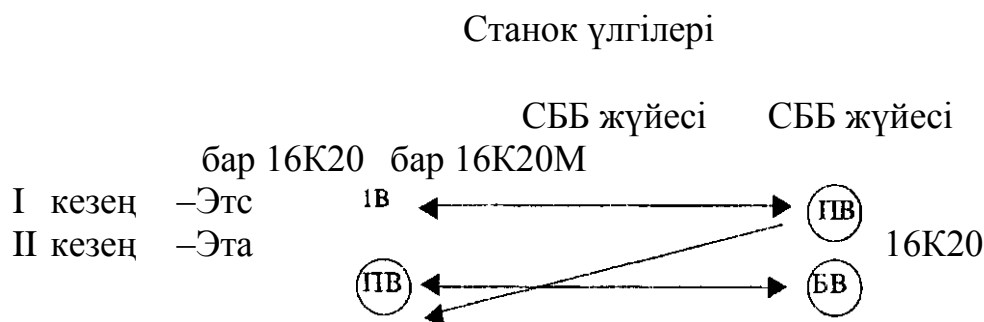 Станок үлгілері
СББ жүйесі СББ жүйесі
бар 16К20 бар 16К20М
I кезең –Этс 1В ПВ
II кезең –Эта 16К20
ПВ БВ